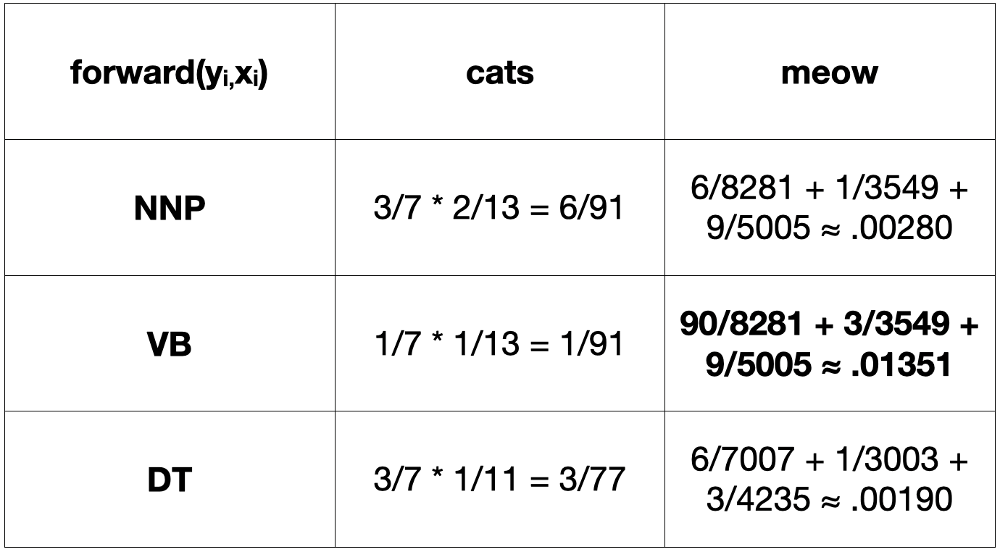 forward(yᵢ,xᵢ) cats meow
NNP 3/7 * 2/13 = 6/91 6/8281 + 1/3549 +
9/5005 ≈ .00280
VB 1/7 * 1/13 = 1/91 90/8281 + 3/3549 +
9/5005 ≈ .01351
DT 3/7 * 1/11 = 3/77 6/7007 + 1/3003 +
3/4235 ≈ .00190